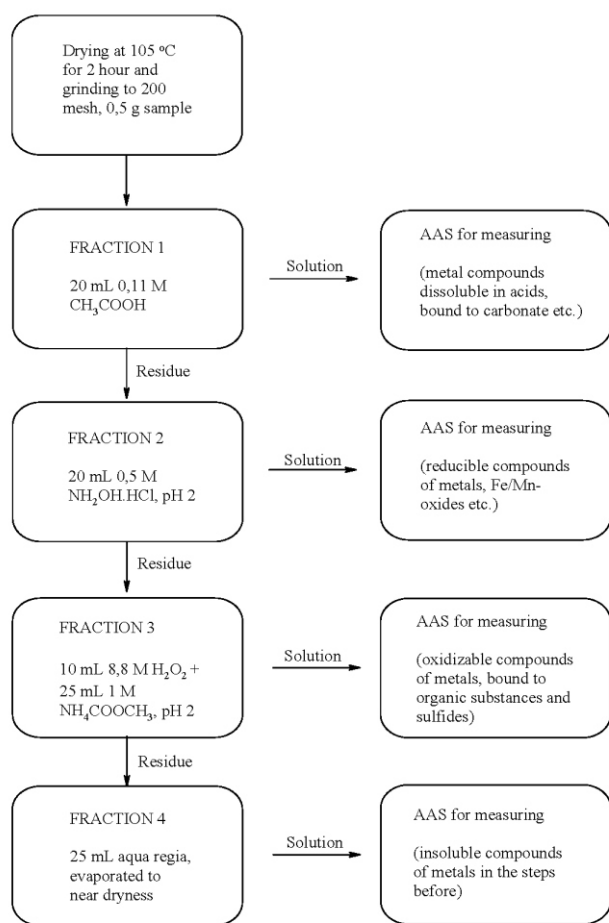 Drying at 105 °C
for 2 hour and
grinding to 200
mesh, 0,5 g sample
FRACTION 1
20 mL 0,11 M
CH₃COOH
Solution
AAS for measuring
(metal compounds
dissoluble in acids,
bound to carbonate etc.)
Residue
FRACTION 2
20 mL 0,5 M
NH₂OH.HCl, pH 2
Solution
AAS for measuring
(reducible compounds
of metals, Fe/Mn-
oxides etc.)
Residue
FRACTION 3
10 mL 8,8 M H₂O₂ +
25 mL 1 M
NH₄COOCH₃, pH 2
Solution
AAS for measuring
(oxidizable compounds
of metals, bound to
organic substances and
sulfides)
Residue
FRACTION 4
25 mL aqua regia,
evaporated to
near dryness
Solution
AAS for measuring
(insoluble compounds
of metals in the steps
before)